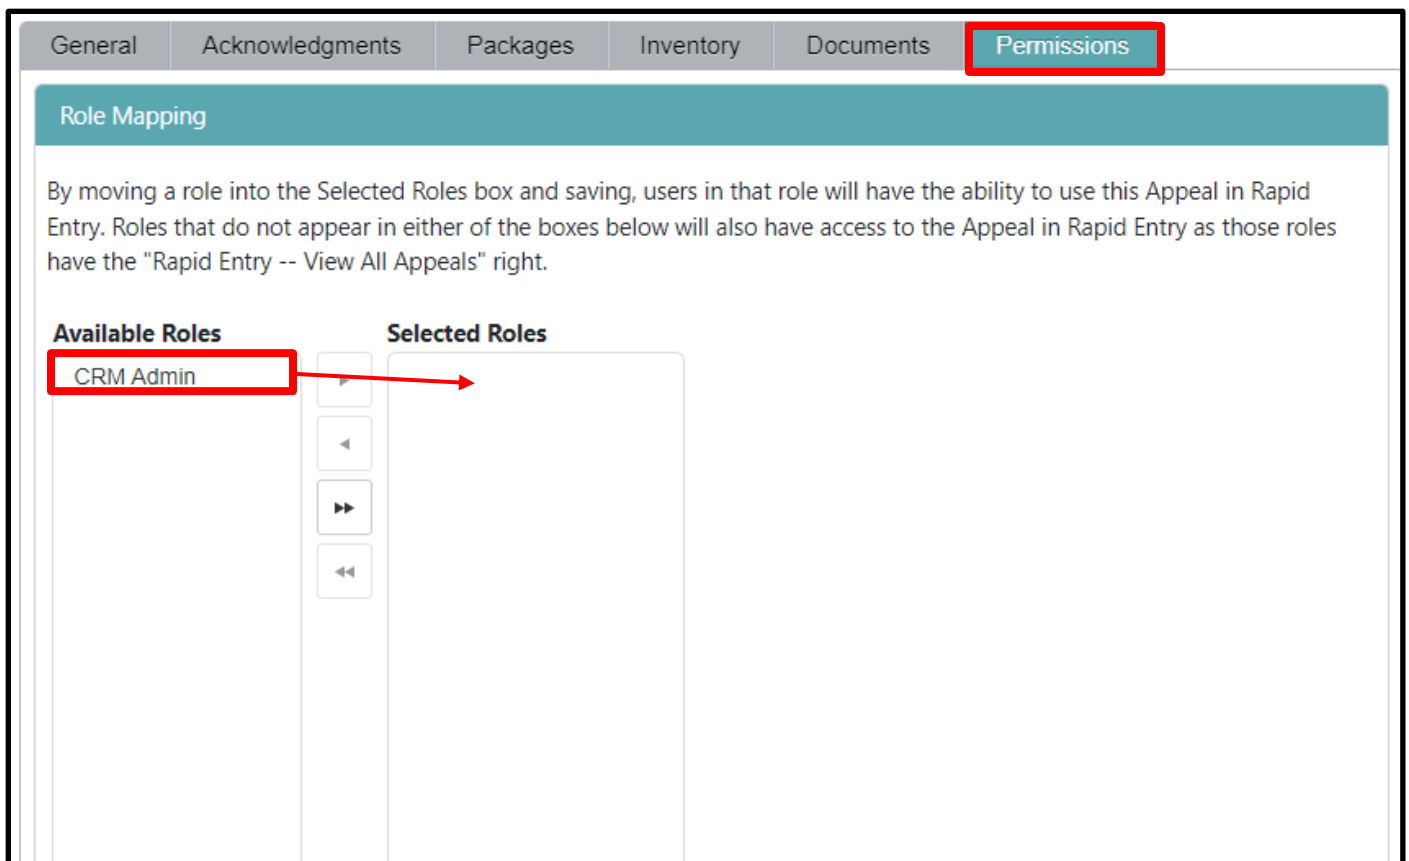 General Acknowledgments Packages Inventory Documents Permissions
Role Mapping
By moving a role into the Selected Roles box and saving, users in that role will have the ability to use this Appeal in Rapid
Entry. Roles that do not appear in either of the boxes below will also have access to the Appeal in Rapid Entry as those roles
have the "Rapid Entry -- View All Appeals" right.
Available Roles Selected Roles
CRM Admin